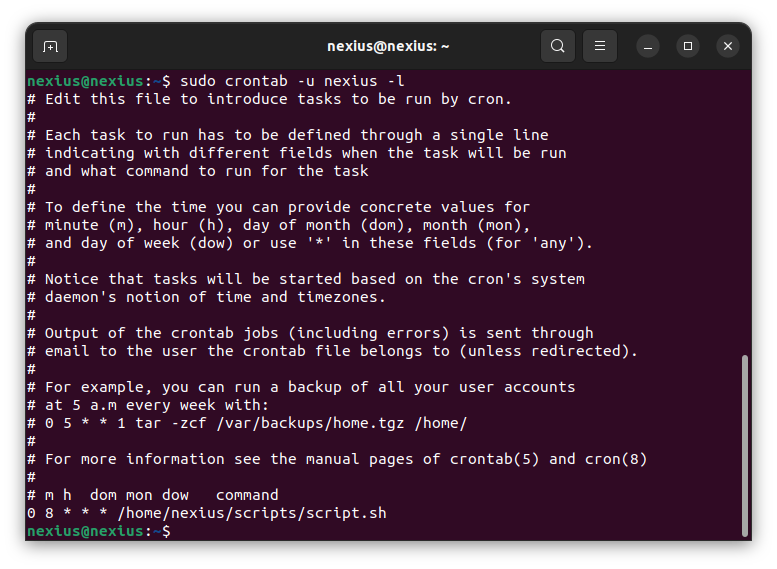 nexius@nexius: ~
nexius@nexius:~$ sudo crontab -u nexius -l
# Edit this file to introduce tasks to be run by cron.
#
# Each task to run has to be defined through a single line
# indicating with different fields when the task will be run
# and what command to run for the task
#
# To define the time you can provide concrete values for
# minute (m), hour (h), day of month (dom), month (mon),
# and day of week (dow) or use '*' in these fields (for 'any').
#
# Notice that tasks will be started based on the cron's system
# daemon's notion of time and timezones.
#
# Output of the crontab jobs (including errors) is sent through
# email to the user the crontab file belongs to (unless redirected).
#
# For example, you can run a backup of all your user accounts
# at 5 a.m every week with:
# 0 5 * * 1 tar -zcf /var/backups/home.tgz /home/
#
# For more information see the manual pages of crontab(5) and cron(8)
#
# m h  dom mon dow   command
0 8 * * * /home/nexius/scripts/script.sh
nexius@nexius:~$